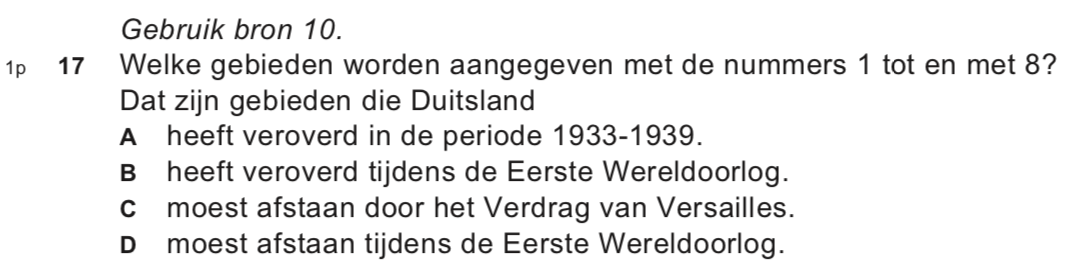 Gebruik bron 10.
1p 17 Welke gebieden worden aangegeven met de nummers 1 tot en met 8?
Dat zijn gebieden die Duitsland
A heeft veroverd in de periode 1933-1939.
B heeft veroverd tijdens de Eerste Wereldoorlog.
C moest afstaan door het Verdrag van Versailles.
D moest afstaan tijdens de Eerste Wereldoorlog.